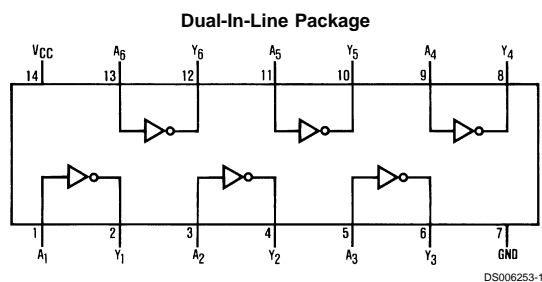 Dual-In-Line Package
VCC A6 Y6 A5 Y5 A4 Y4
14 13 12 11 10 9 8
1 2 3 4 5 6 7
A1 Y1 A2 Y2 A3 Y3 GND
DS006253-1